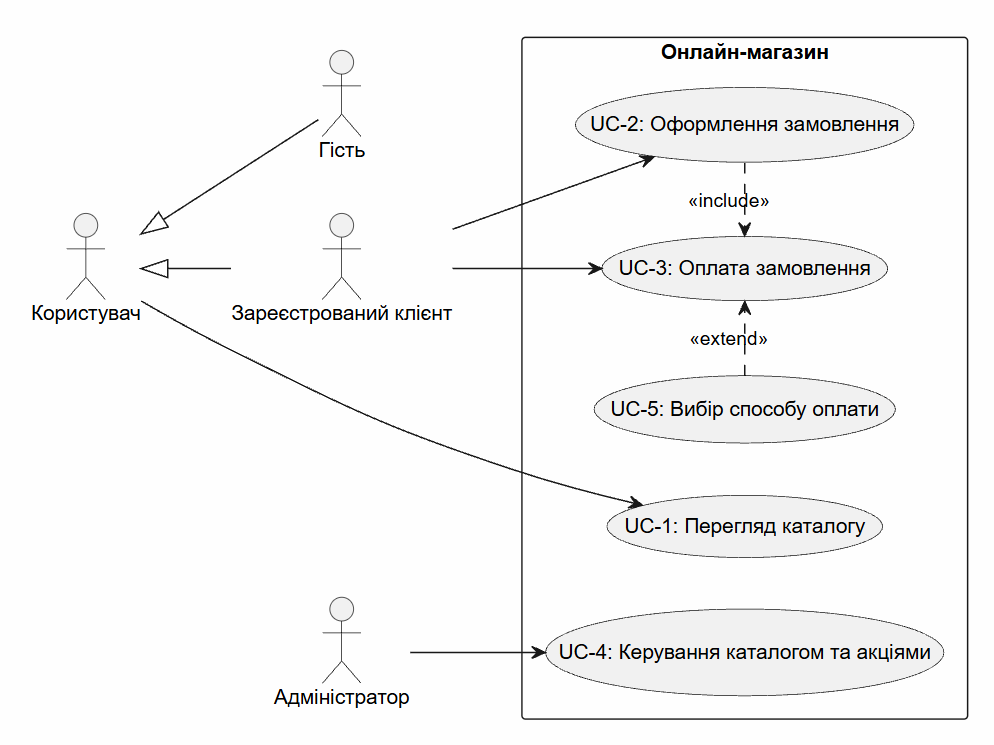 Онлайн-магазин
Гість
UC-2: Оформлення замовлення
«include»
Користувач
Зареєстрований клієнт
UC-3: Оплата замовлення
«extend»
UC-5: Вибір способу оплати
UC-1: Перегляд каталогу
Адміністратор
UC-4: Керування каталогом та акціями